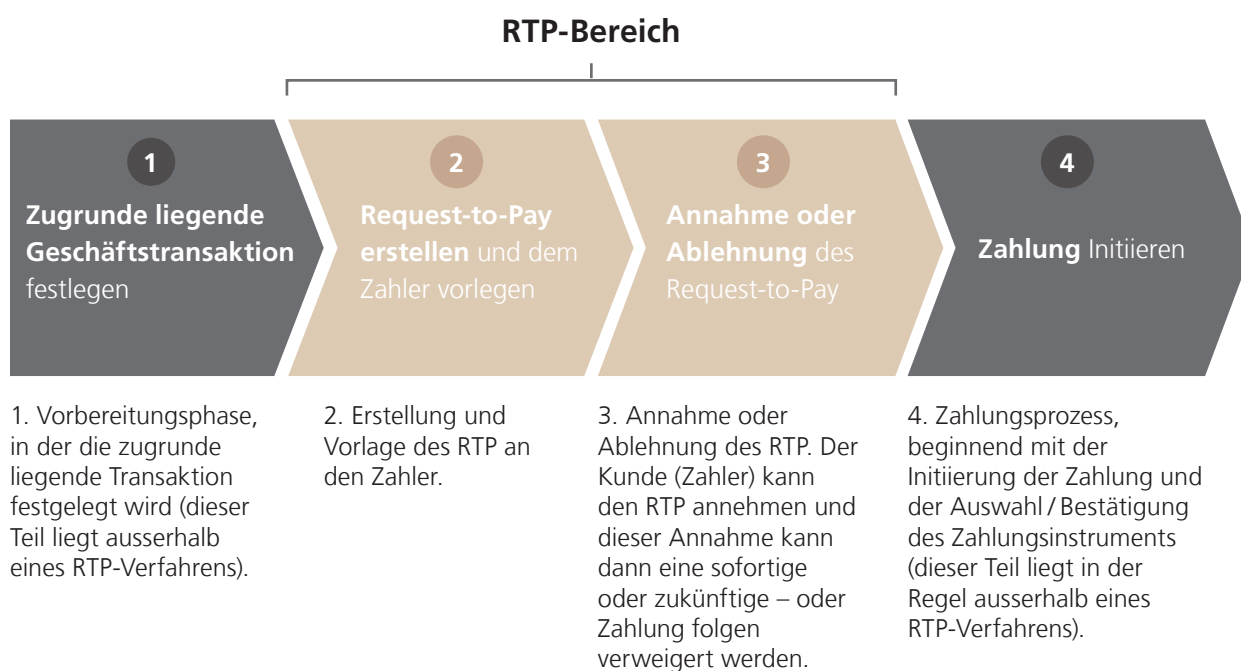 RTP-Bereich
1
Zugrunde liegende
Geschäftstransaktion
festlegen
2
Request-to-Pay
erstellen und dem
Zahler vorlegen
3
Annahme oder
Ablehnung des
Request-to-Pay
4
Zahlung Initiieren
1. Vorbereitungsphase,
in der die zugrunde
liegende Transaktion
festgelegt wird (dieser
Teil liegt ausserhalb
eines RTP-Verfahrens).
2. Erstellung und
Vorlage des RTP an
den Zahler.
3. Annahme oder
Ablehnung des RTP. Der
Kunde (Zahler) kann
den RTP annehmen und
dieser Annahme kann
dann eine sofortige
oder zukünftige – oder
Zahlung folgen
verweigert werden.
4. Zahlungsprozess,
beginnend mit der
Initiierung der Zahlung und
der Auswahl / Bestätigung
des Zahlungsinstruments
(dieser Teil liegt in der
Regel ausserhalb eines
RTP-Verfahrens).